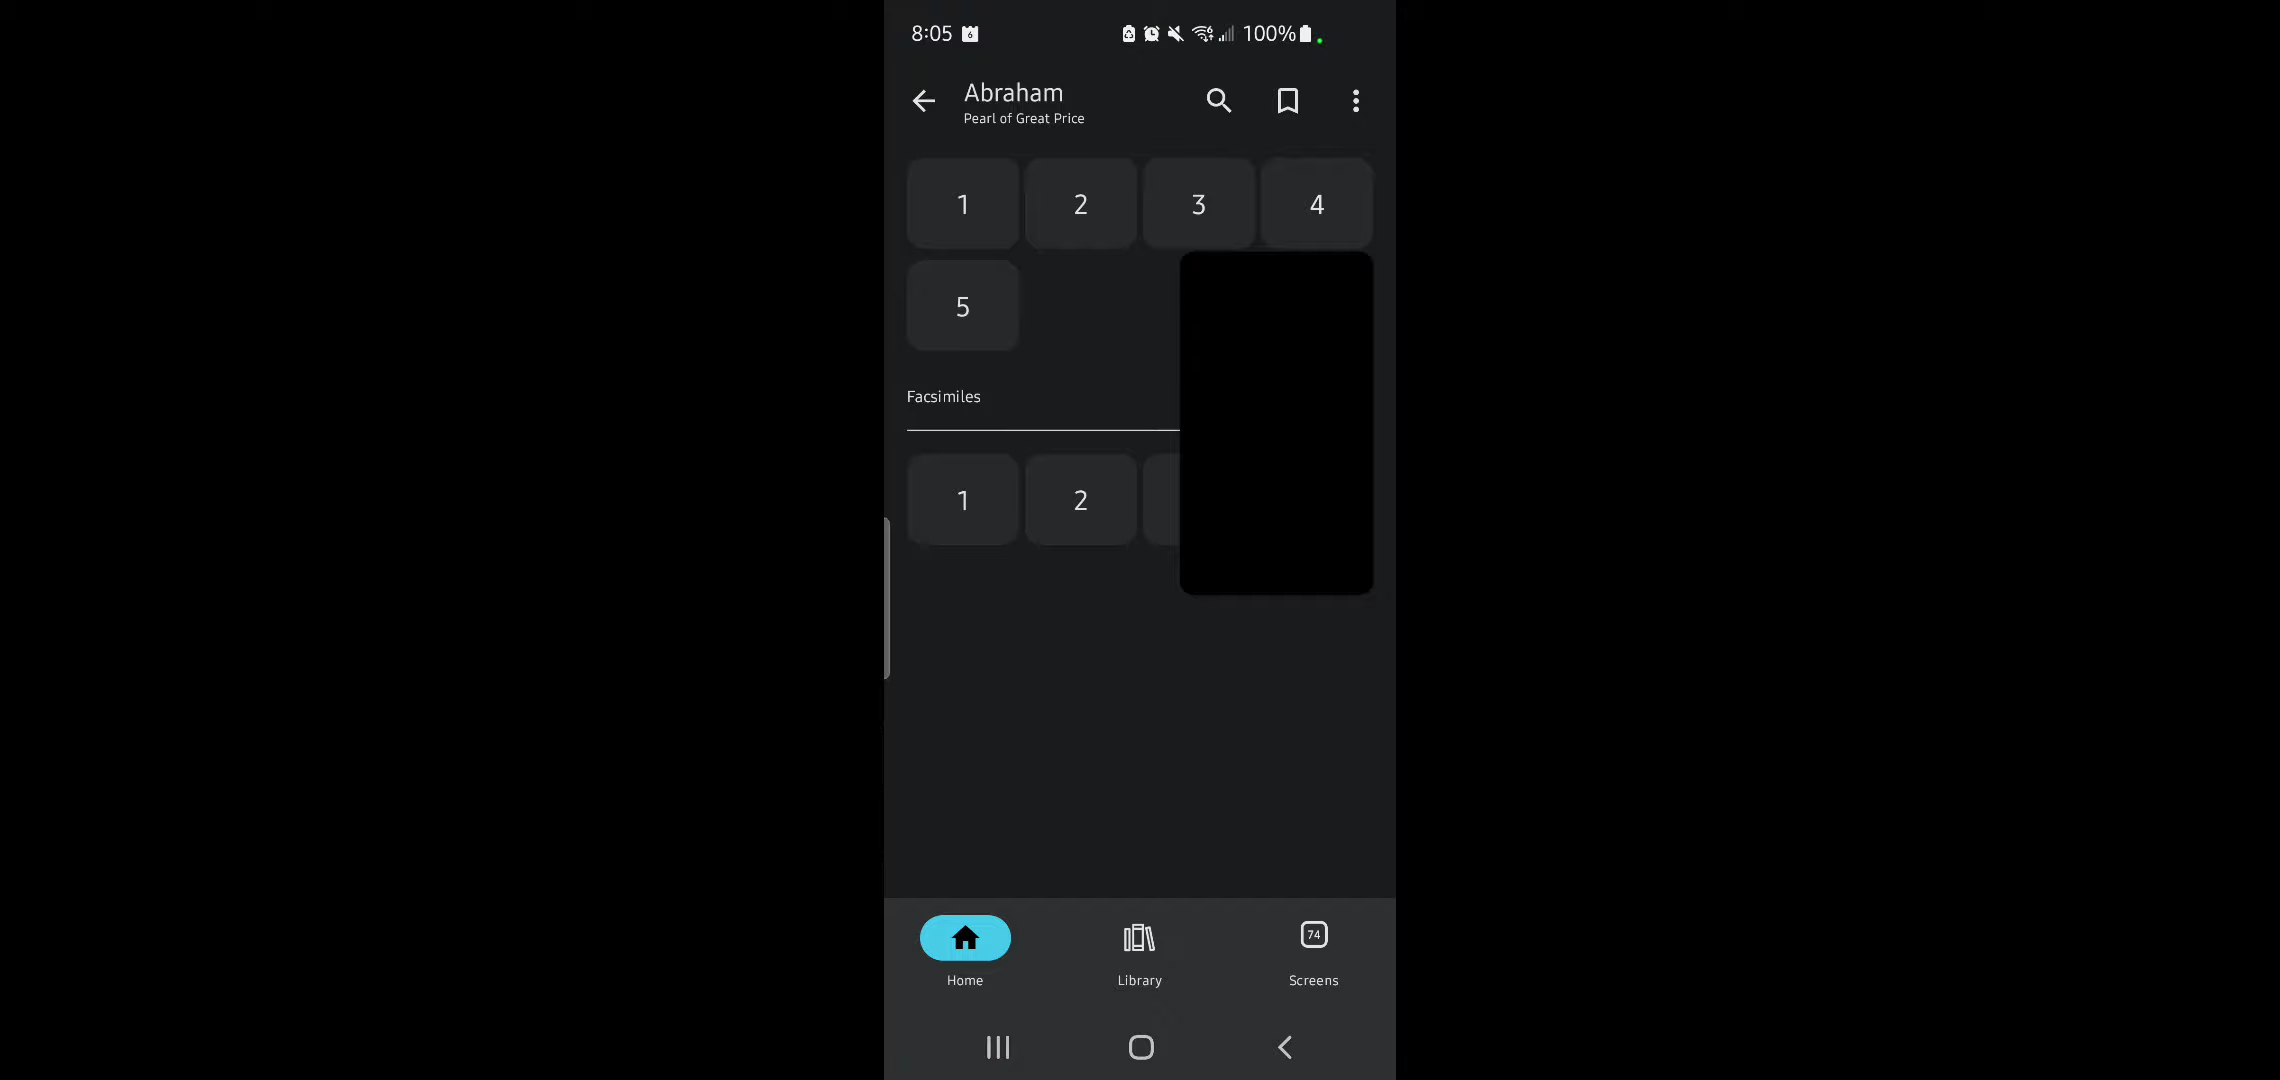 8:05 6 100%
Abraham
Pearl of Great Price
1 2 3 4
5
Facsimiles
1 2
74
Home Library Screens